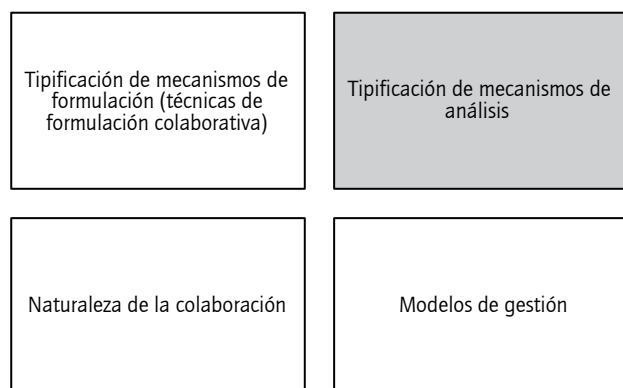 Tipificación de mecanismos de
formulación (técnicas de
formulación colaborativa)
Tipificación de mecanismos de
análisis
Naturaleza de la colaboración
Modelos de gestión